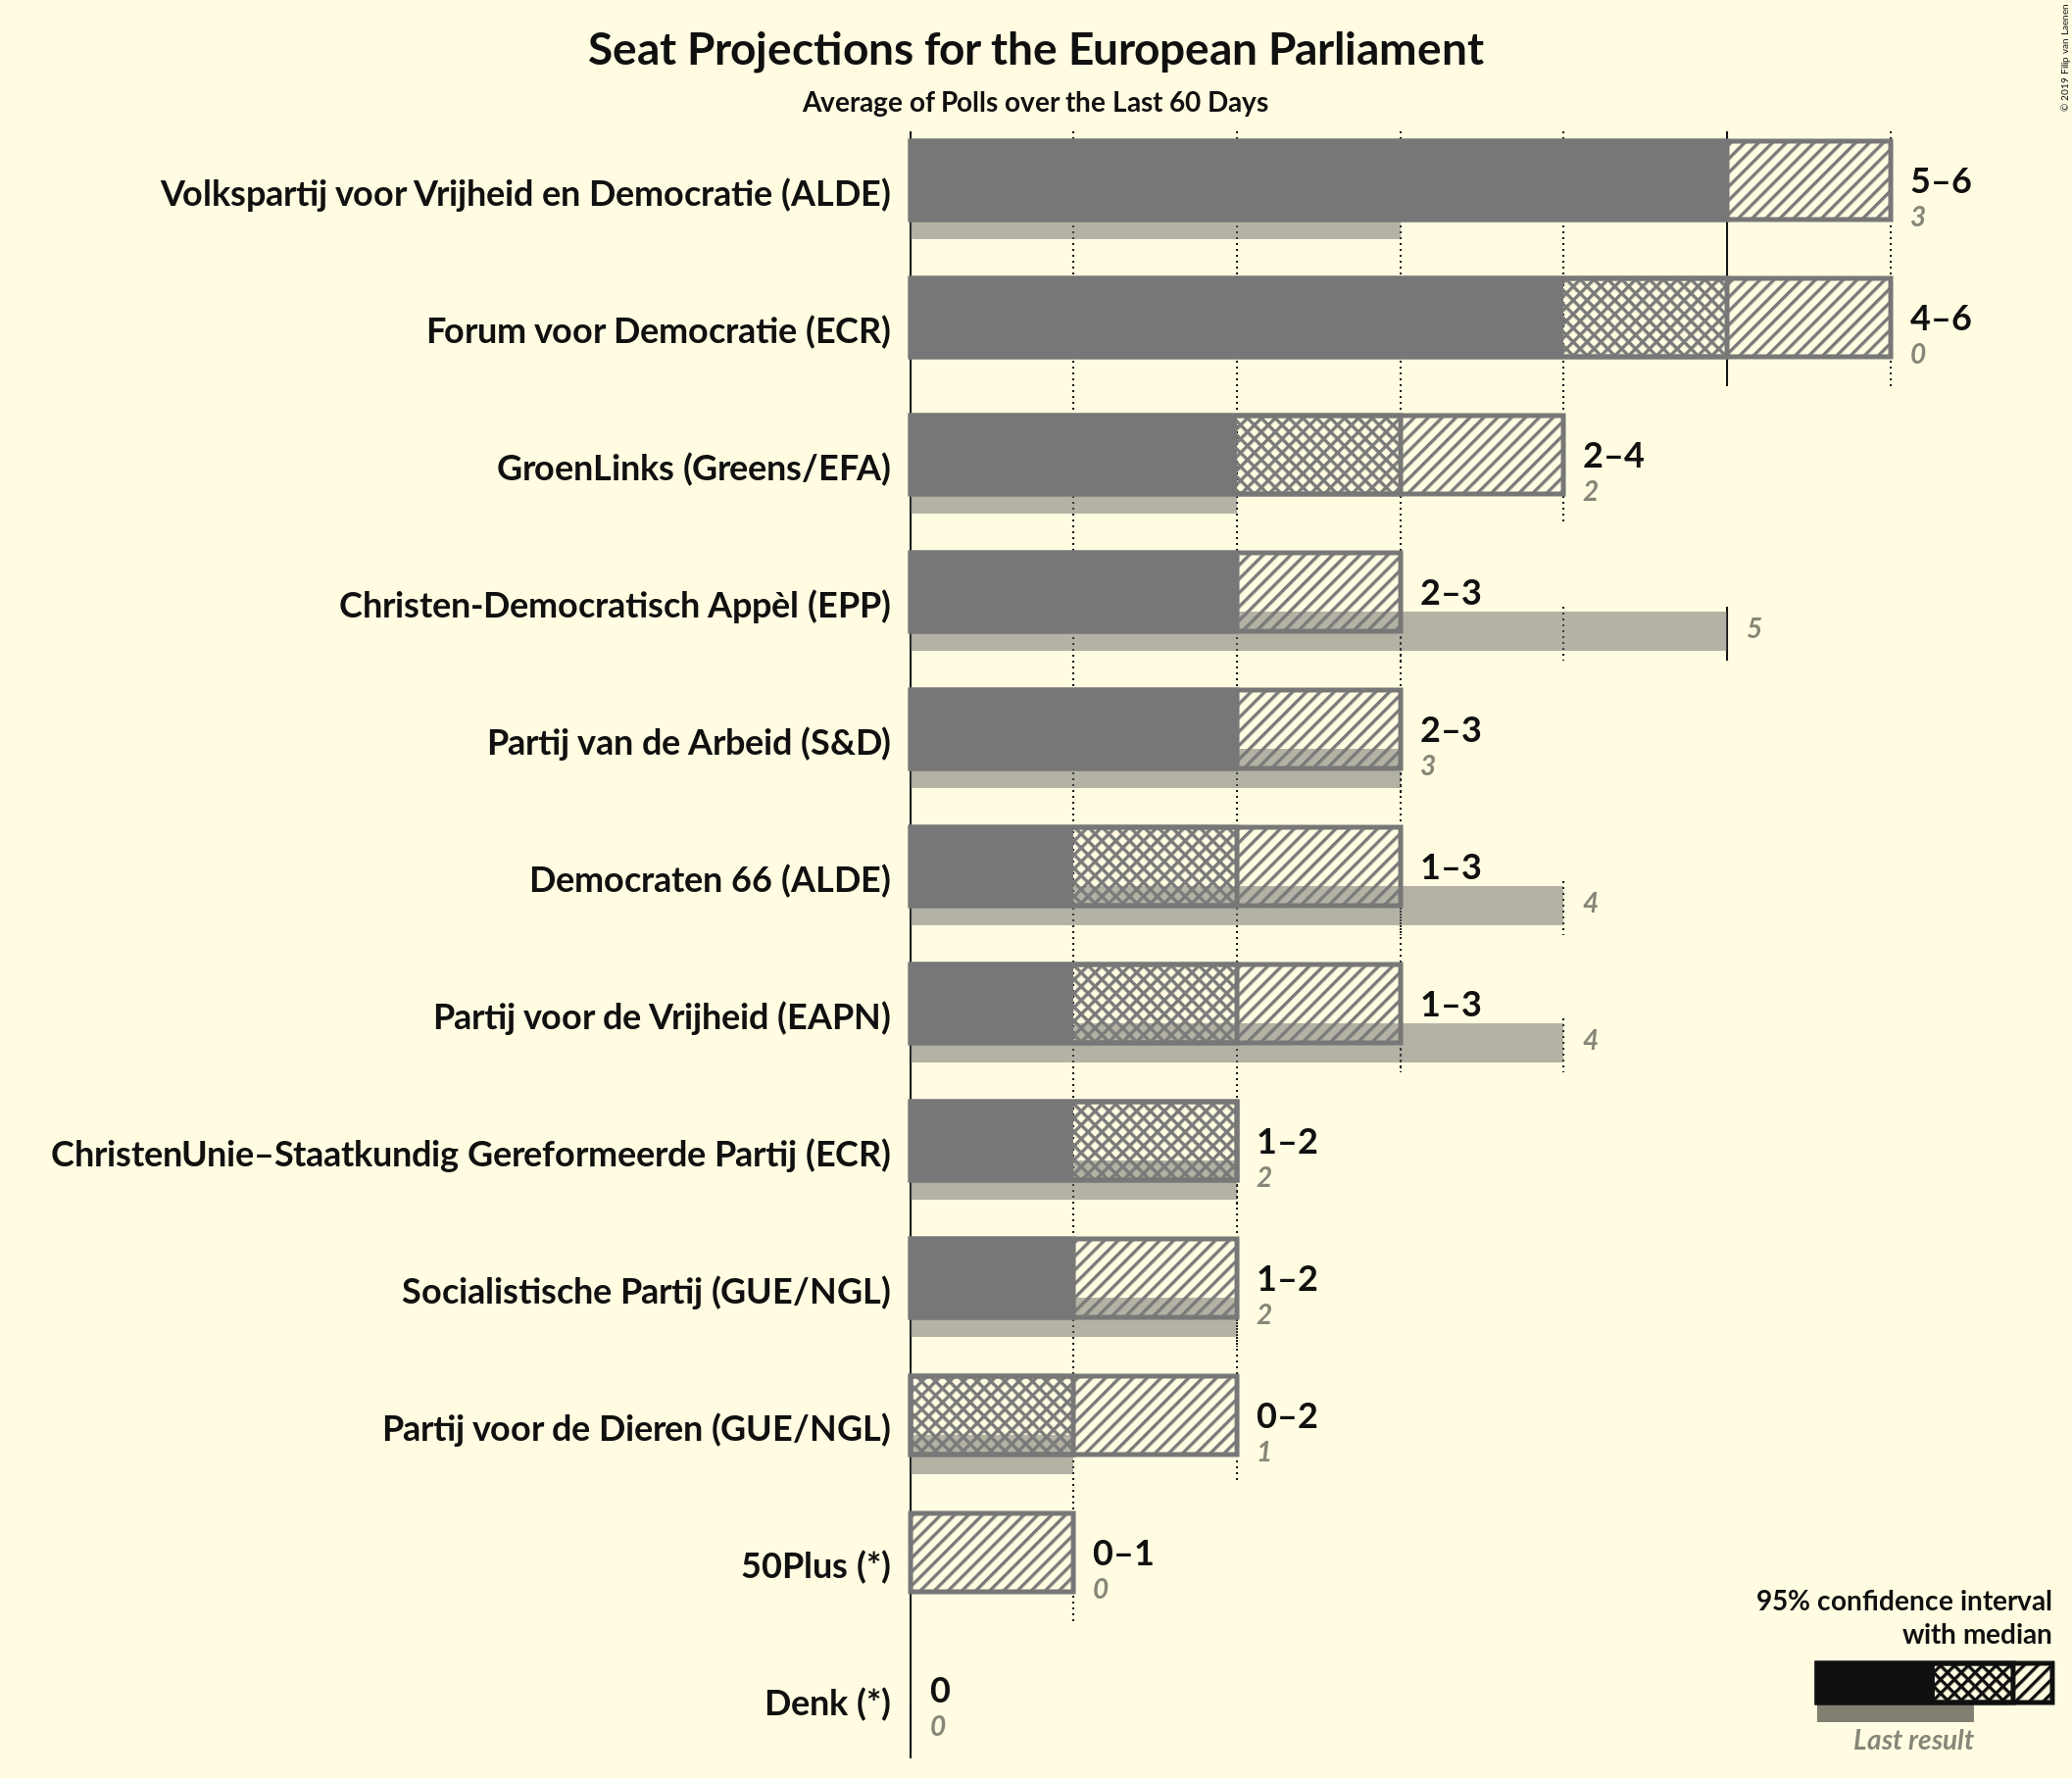 Seat Projections for the European Parliament
Average of Polls over the Last 60 Days
© 2019 Filip van Laenen
Volkspartij voor Vrijheid en Democratie (ALDE)
5–6
3
Forum voor Democratie (ECR)
4–6
0
GroenLinks (Greens/EFA)
2–4
2
Christen-Democratisch Appèl (EPP)
2–3
5
Partij van de Arbeid (S&D)
2–3
3
Democraten 66 (ALDE)
1–3
4
Partij voor de Vrijheid (EAPN)
1–3
4
ChristenUnie–Staatkundig Gereformeerde Partij (ECR)
1–2
2
Socialistische Partij (GUE/NGL)
1–2
2
Partij voor de Dieren (GUE/NGL)
0–2
1
50Plus (*)
0–1
0
Denk (*)
0
0
95% confidence interval
with median
Last result